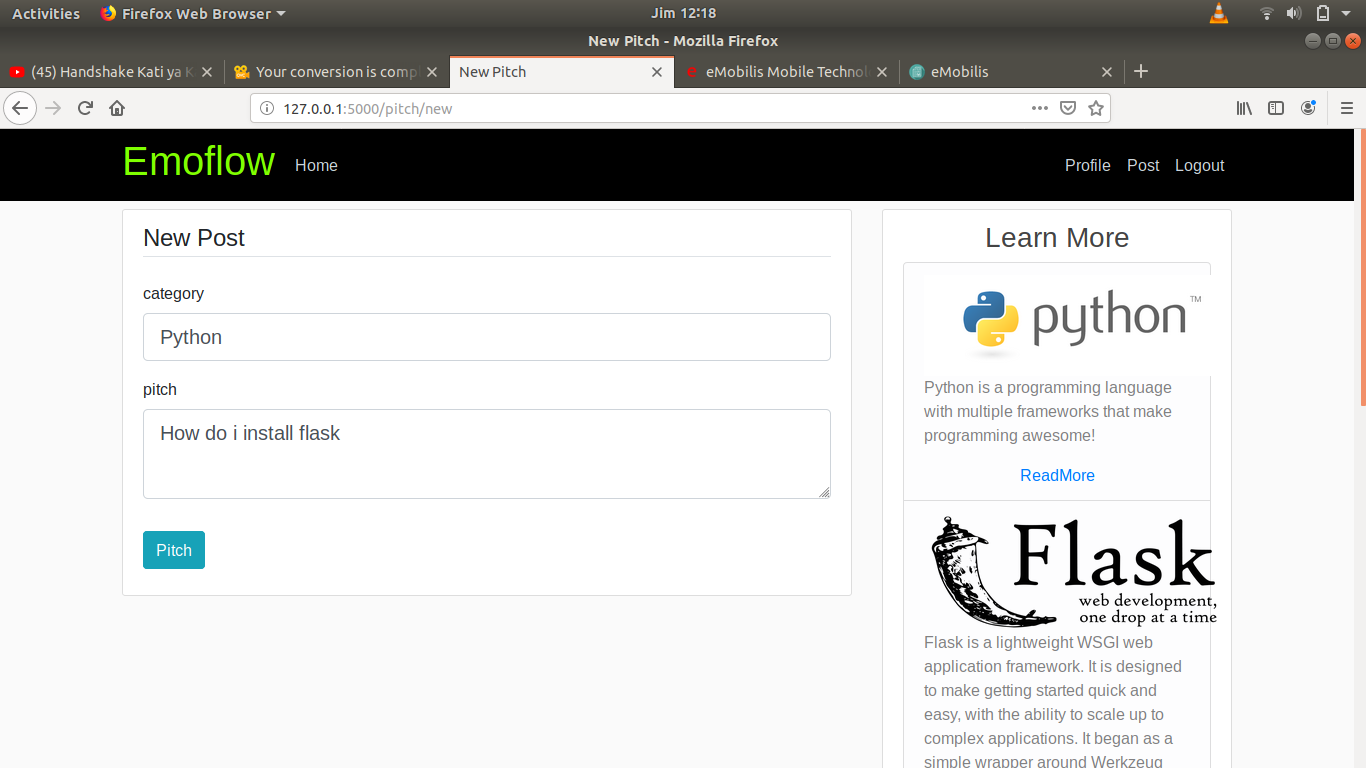 Activities Firefox Web Browser Jim 12:18
New Pitch - Mozilla Firefox
(45) Handshake Kati ya K Your conversion is comp New Pitch eMobilis Mobile Technol eMobilis
127.0.0.1:5000/pitch/new
Emoflow Home Profile Post Logout
New Post
category
Python
pitch
How do i install flask
Pitch
Learn More
python TM
Python is a programming language
with multiple frameworks that make
programming awesome!
ReadMore
Flask
web development,
one drop at a time
Flask is a lightweight WSGI web
application framework. It is designed
to make getting started quick and
easy, with the ability to scale up to
complex applications. It began as a
simple wrapper around Werkzeug